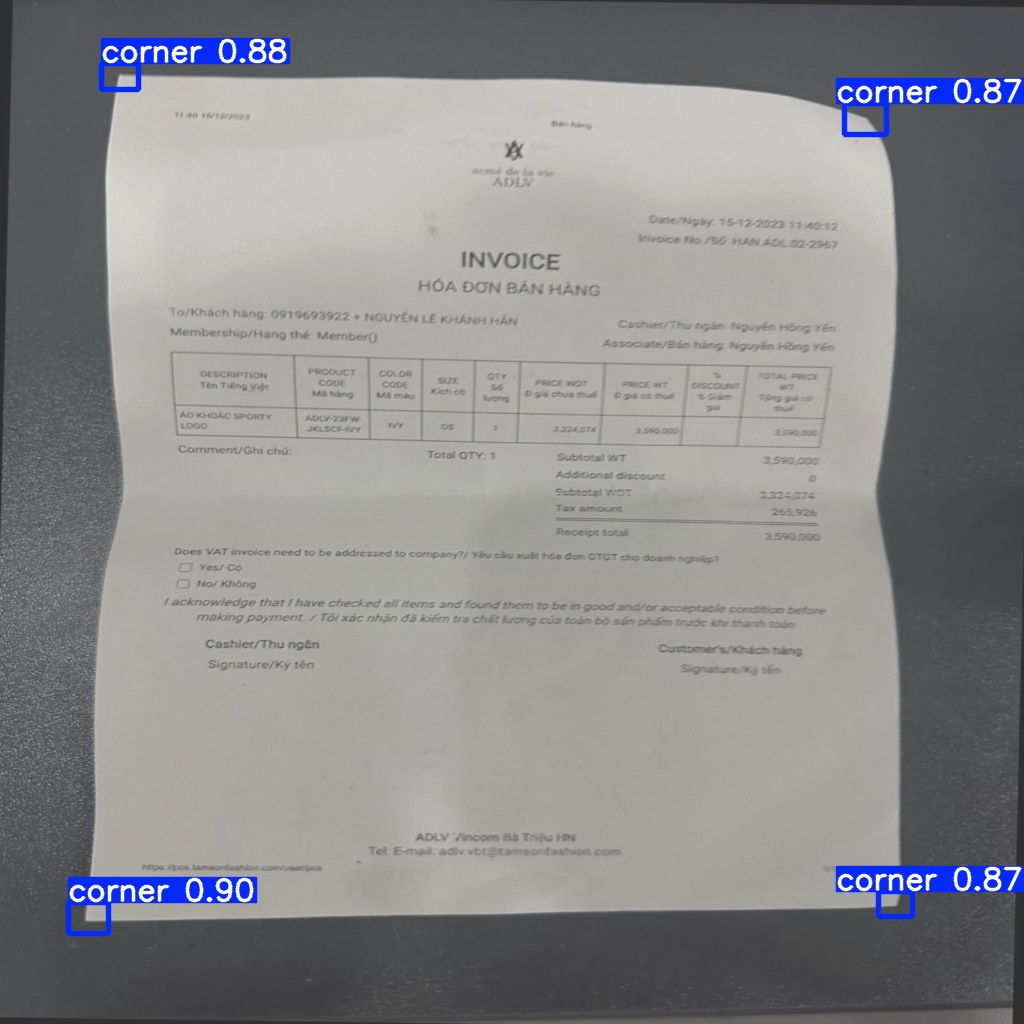 corner 0.88
corner 0.87
11:40 15/12/2023
Bán hàng
acmé de la vie
ADLV
Date/Ngày: 15-12-2023 11:40:12
Invoice No./Số: HAN.ADL.02-2967
INVOICE
HÓA ĐƠN BÁN HÀNG
To/Khách hàng: 0919693922 + NGUYỄN LÊ KHÁNH HÂN
Cashier/Thu ngân: Nguyễn Hồng Yến
Membership/Hạng thẻ: Member()
Associate/Bán hàng: Nguyễn Hồng Yến
DESCRIPTION Tên Tiếng Việt PRODUCT CODE Mã hàng COLOR CODE Mã màu SIZE Kích cỡ QTY Số lượng PRICE WOT Đ.giá chưa thuế PRICE WT Đ.giá có thuế % DISCOUNT % Giảm giá TOTAL PRICE WT Tổng giá có thuế
ÁO KHOÁC SPORTY LOGO ADLV-23FW-JKLSCF-IVY IVY OS 1 3,324,074 3,590,000 3,590,000
Comment/Ghi chú: Total QTY: 1 Subtotal WT 3,590,000
Additional discount 0
Subtotal WOT 3,324,074
Tax amount 265,926
Receipt total 3,590,000
Does VAT invoice need to be addressed to company?/ Yêu cầu xuất hóa đơn GTGT cho doanh nghiệp?
Yes/ Có
No/ Không
I acknowledge that I have checked all items and found them to be in good and/or acceptable condition before
making payment. / Tôi xác nhận đã kiểm tra chất lượng của toàn bộ sản phẩm trước khi thanh toán
Cashier/Thu ngân Customer's/Khách hàng
Signature/Ký tên Signature/Ký tên
ADLV Vincom Bà Triệu HN
Tel: E-mail: adlv.vbt@tamsonfashion.com
https://pos.tamsonfashion.com/user/pos
corner 0.90
corner 0.87